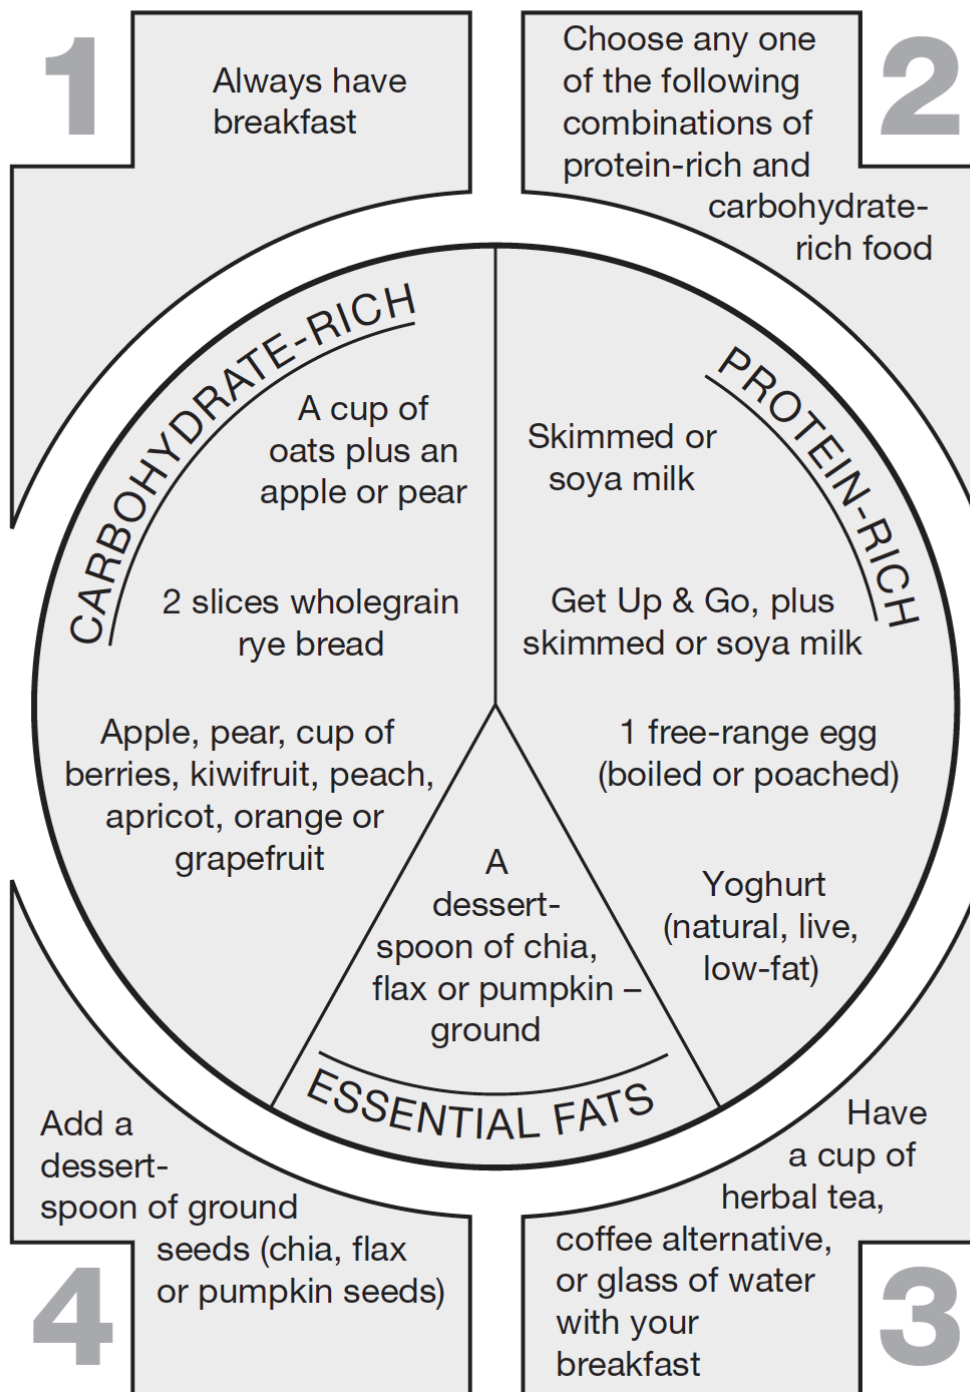 1
Always have
breakfast
2
Choose any one
of the following
combinations of
protein-rich and
carbohydrate-
rich food
CARBOHYDRATE-RICH
A cup of
oats plus an
apple or pear
2 slices wholegrain
rye bread
Apple, pear, cup of
berries, kiwifruit, peach,
apricot, orange or
grapefruit
PROTEIN-RICH
Skimmed or
soya milk
Get Up & Go, plus
skimmed or soya milk
1 free-range egg
(boiled or poached)
Yoghurt
(natural, live,
low-fat)
A
dessert-
spoon of chia,
flax or pumpkin –
ground
ESSENTIAL FATS
3
Have
a cup of
herbal tea,
coffee alternative,
or glass of water
with your
breakfast
4
Add a
dessert-
spoon of ground
seeds (chia, flax
or pumpkin seeds)